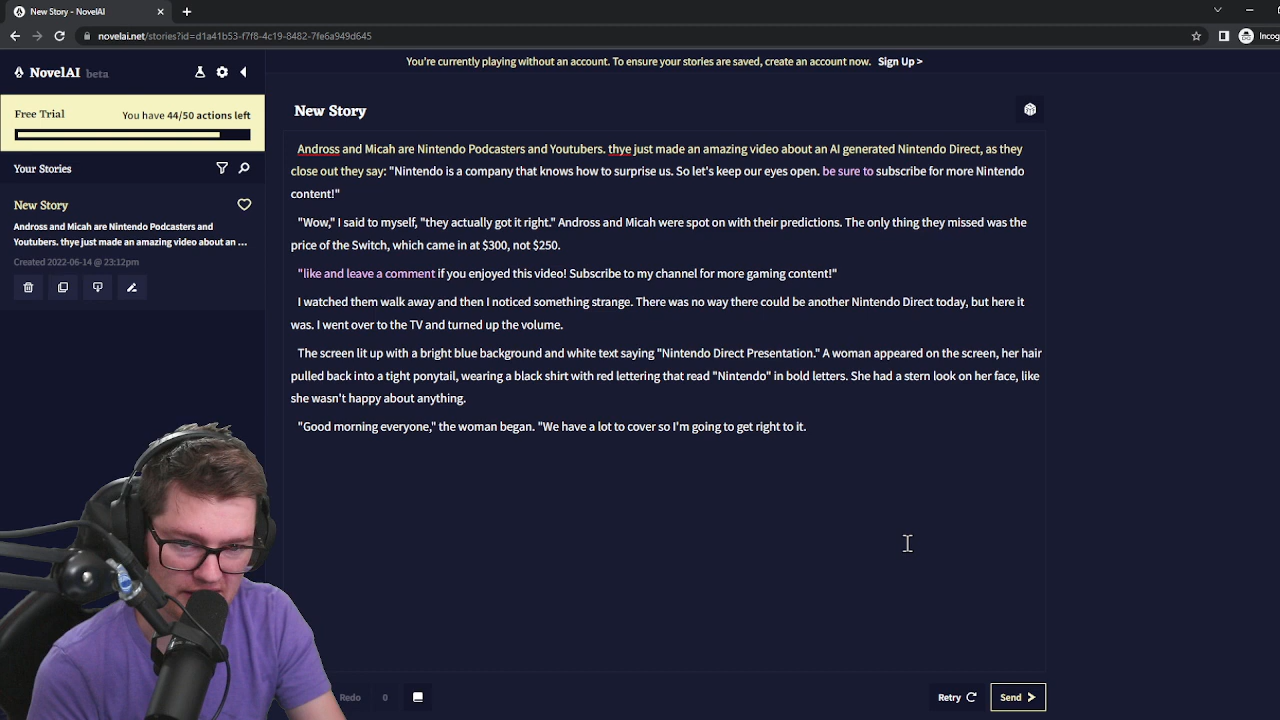 New Story - NovelAI
novelai.net/stories?id=d1a41b53-f7f8-4c19-8482-7fe6a949d645
Incog
NovelAI beta
You're currently playing without an account. To ensure your stories are saved, create an account now. Sign Up >
Free Trial
You have 44/50 actions left
New Story
Your Stories
New Story
Andross and Micah are Nintendo Podcasters and
Youtubers. thye just made an amazing video about an ...
Created 2022-06-14 @ 23:12pm
Andross and Micah are Nintendo Podcasters and Youtubers. thye just made an amazing video about an AI generated Nintendo Direct, as they
close out they say: "Nintendo is a company that knows how to surprise us. So let's keep our eyes open. be sure to subscribe for more Nintendo
content!"
"Wow," I said to myself, "they actually got it right." Andross and Micah were spot on with their predictions. The only thing they missed was the
price of the Switch, which came in at $300, not $250.
"like and leave a comment if you enjoyed this video! Subscribe to my channel for more gaming content!"
I watched them walk away and then I noticed something strange. There was no way there could be another Nintendo Direct today, but here it
was. I went over to the TV and turned up the volume.
The screen lit up with a bright blue background and white text saying "Nintendo Direct Presentation." A woman appeared on the screen, her hair
pulled back into a tight ponytail, wearing a black shirt with red lettering that read "Nintendo" in bold letters. She had a stern look on her face, like
she wasn't happy about anything.
"Good morning everyone," the woman began. "We have a lot to cover so I'm going to get right to it.
Redo 0
Retry
Send